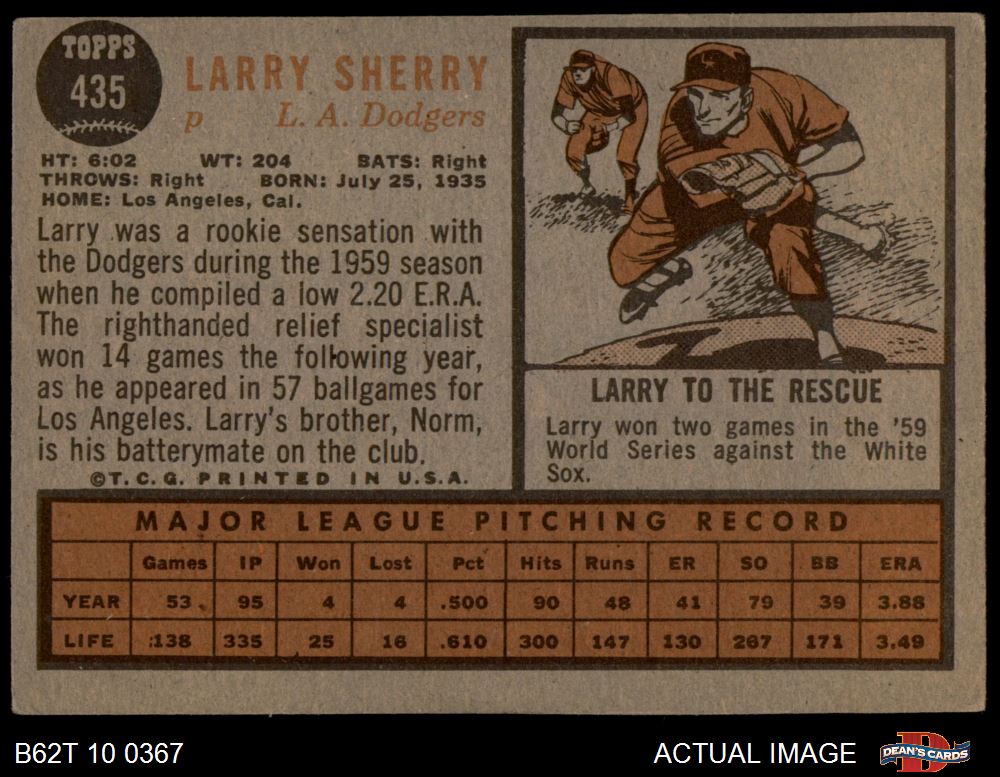 TOPPS
435
LARRY SHERRY
p L. A. Dodgers
HT: 6:02 WT: 204 BATS: Right
THROWS: Right BORN: July 25, 1935
HOME: Los Angeles, Cal.
Larry was a rookie sensation with
the Dodgers during the 1959 season
when he compiled a low 2.20 E.R.A.
The righthanded relief specialist
won 14 games the following year,
as he appeared in 57 ballgames for
Los Angeles. Larry's brother, Norm,
is his batterymate on the club.
©T.C.G. PRINTED IN U.S.A.
LARRY TO THE RESCUE
Larry won two games in the '59
World Series against the White
Sox.
MAJOR LEAGUE PITCHING RECORD
Games IP Won Lost Pct Hits Runs ER SO BB ERA
YEAR 53 95 4 4 .500 90 48 41 79 39 3.88
LIFE 138 335 25 16 .610 300 147 130 267 171 3.49
B62T 10 0367
ACTUAL IMAGE
DEAN'S CARDS